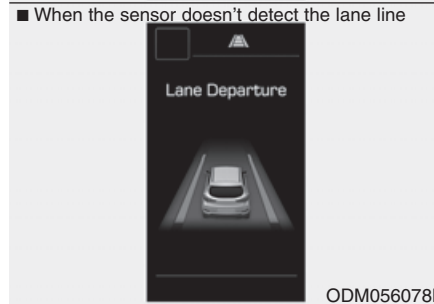 ■ When the sensor doesn't detect the lane line
Lane Departure
ODM056078L